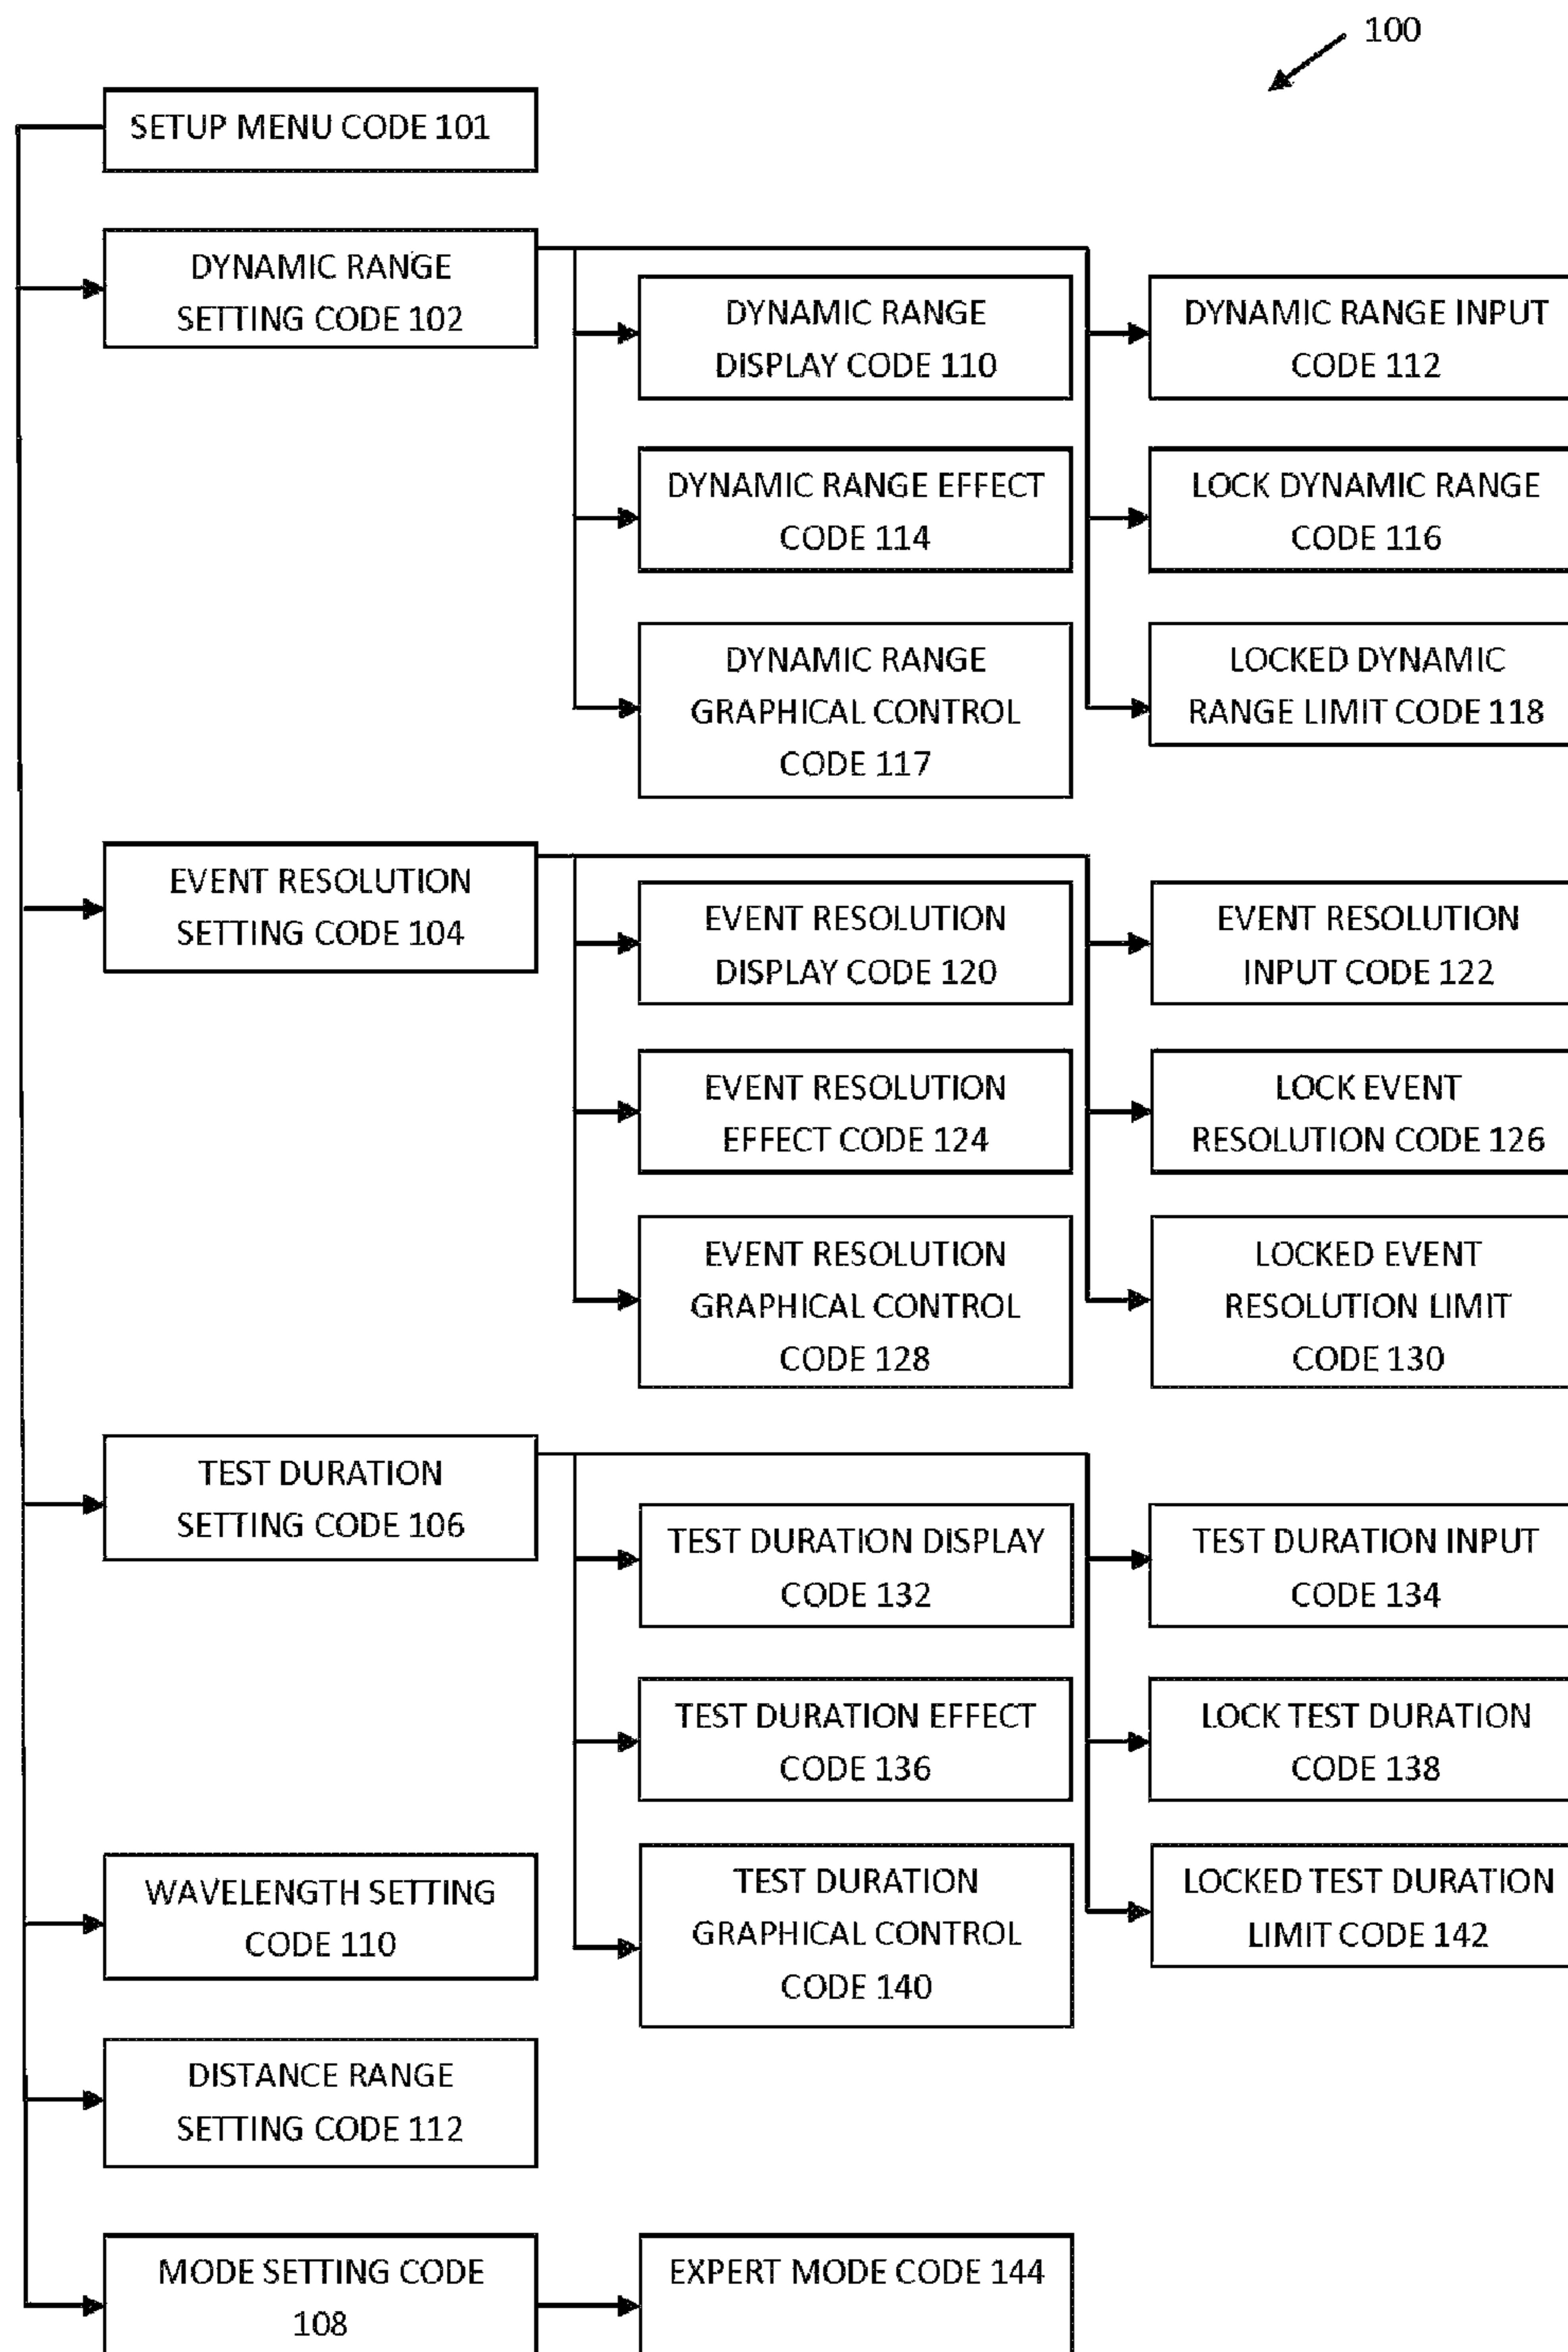 100
SETUP MENU CODE 101
DYNAMIC RANGE
SETTING CODE 102
DYNAMIC RANGE
DISPLAY CODE 110
DYNAMIC RANGE INPUT
CODE 112
DYNAMIC RANGE EFFECT
CODE 114
LOCK DYNAMIC RANGE
CODE 116
DYNAMIC RANGE
GRAPHICAL CONTROL
CODE 117
LOCKED DYNAMIC
RANGE LIMIT CODE 118
EVENT RESOLUTION
SETTING CODE 104
EVENT RESOLUTION
DISPLAY CODE 120
EVENT RESOLUTION
INPUT CODE 122
EVENT RESOLUTION
EFFECT CODE 124
LOCK EVENT
RESOLUTION CODE 126
EVENT RESOLUTION
GRAPHICAL CONTROL
CODE 128
LOCKED EVENT
RESOLUTION LIMIT
CODE 130
TEST DURATION
SETTING CODE 106
TEST DURATION DISPLAY
CODE 132
TEST DURATION INPUT
CODE 134
TEST DURATION EFFECT
CODE 136
LOCK TEST DURATION
CODE 138
TEST DURATION
GRAPHICAL CONTROL
CODE 140
LOCKED TEST DURATION
LIMIT CODE 142
WAVELENGTH SETTING
CODE 110
DISTANCE RANGE
SETTING CODE 112
MODE SETTING CODE
108
EXPERT MODE CODE 144